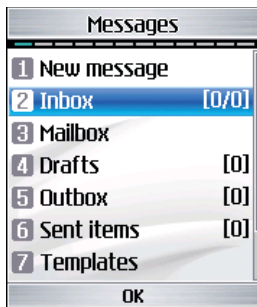 Messages
1 New message
2 Inbox [0/0]
3 Mailbox
4 Drafts [0]
5 Outbox [0]
6 Sent items [0]
7 Templates
OK